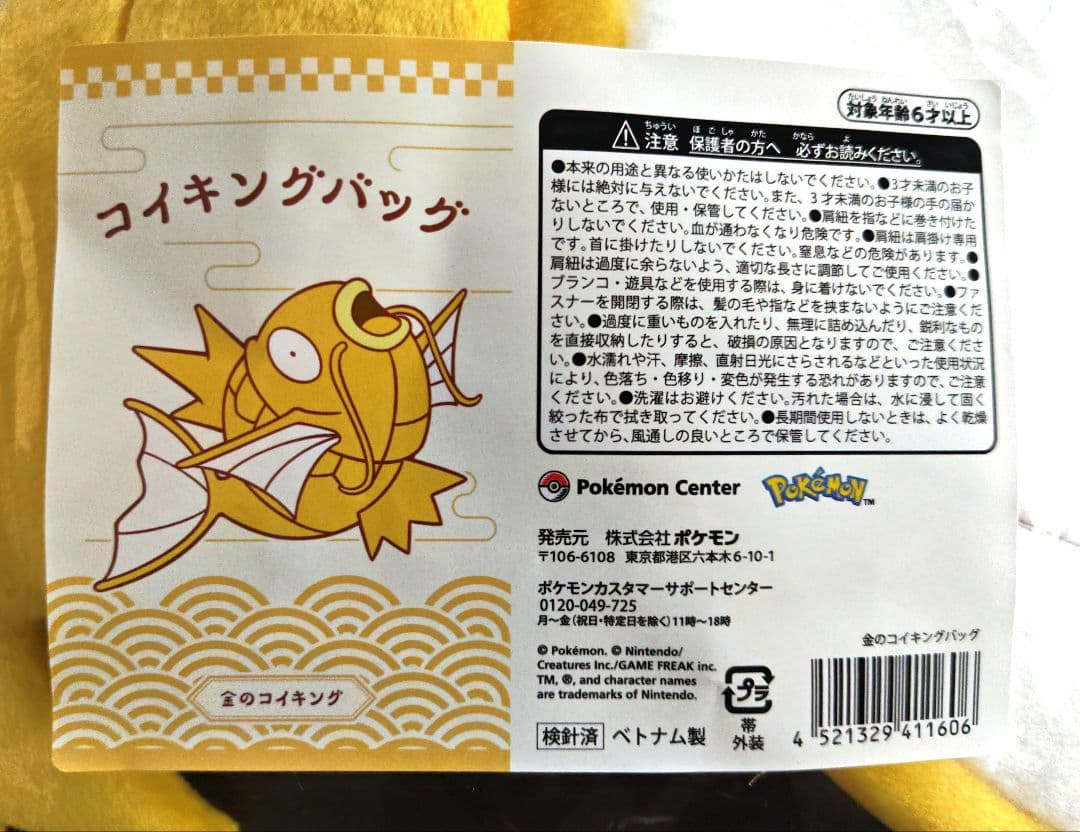 コイキングバッグ
金のコイキング
対象年齢6才以上
注意 保護者の方へ 必ずお読みください。
●本来の用途と異なる使いかたはしないでください。●3才未満のお子
様には絶対に与えないでください。また、3才未満のお子様の手の届か
ないところで、使用・保管してください。●肩紐を指などに巻き付けた
りしないでください。血が通わなくなり危険です。●肩紐は肩掛け専用
です。首に掛けたりしないでください。窒息などの危険があります。●
肩紐は過度に余らないよう、適切な長さに調節してご使用ください。●
ブランコ・遊具などを使用する際は、身に着けないでください。●ファ
スナーを開閉する際は、髪の毛や指などを挟まないようにご注意くださ
い。●過度に重いものを入れたり、無理に詰め込んだり、鋭利なもの
を直接収納したりすると、破損の原因となりますので、ご注意くださ
い。●水濡れや汗、摩擦、直射日光にさらされるなどといった使用状況
により、色落ち・色移り・変色が発生する恐れがありますので、ご注意
ください。●洗濯はお避けください。汚れた場合は、水に浸して固く
絞った布で拭き取ってください。●長期間使用しないときは、よく乾燥
させてから、風通しの良いところで保管してください。
Pokémon Center POKÉMON TM
発売元 株式会社ポケモン
〒106-6108 東京都港区六本木6-10-1
ポケモンカスタマーサポートセンター
0120-049-725
月〜金(祝日・特定日を除く)11時〜18時
© Pokémon. © Nintendo/
Creatures Inc./GAME FREAK inc.
TM, ®, and character names
are trademarks of Nintendo.
検針済 ベトナム製
プラ
帯
外装
金のコイキングバッグ
4 521329 411606